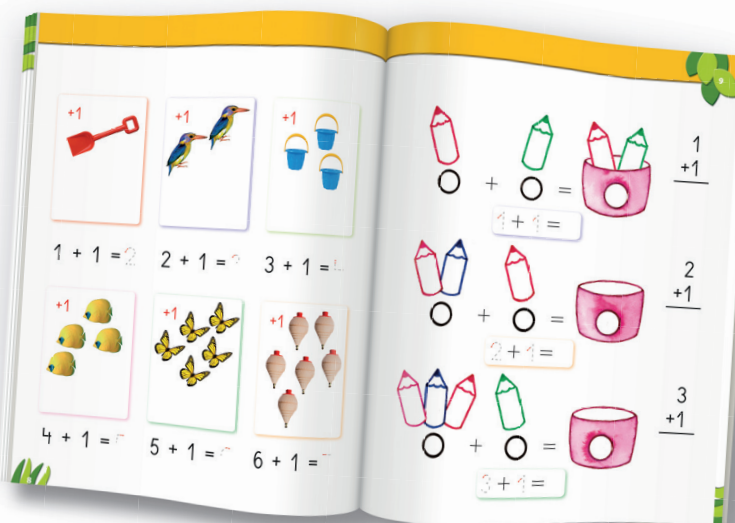 +1
+1
+1
1 + 1 = 2
2 + 1 =
3 + 1 =
+1
+1
+1
4 + 1 =
5 + 1 =
6 + 1 =
9
+ =
1 + 1 =
1
+1
+ =
2 + 1 =
2
+1
+ =
3 + 1 =
3
+1